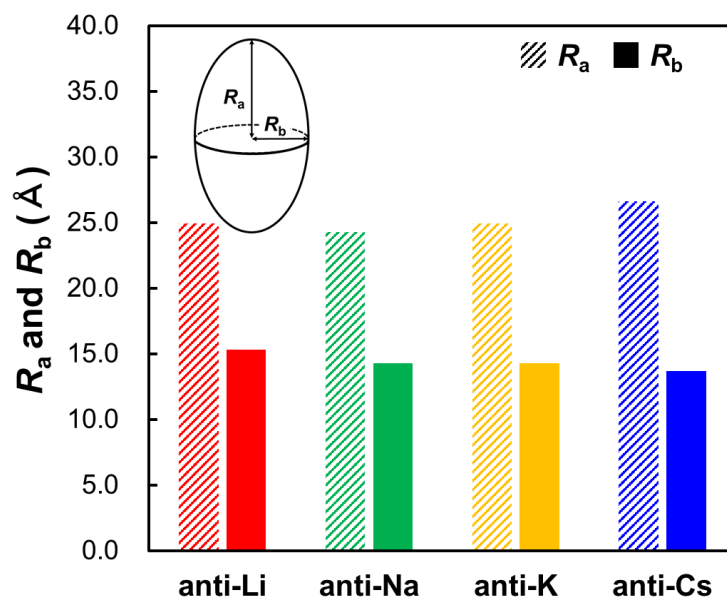 40.0
35.0
30.0
25.0
20.0
15.0
10.0
5.0
0.0
Ra and Rb (Å)
Ra
Rb
Ra Rb
anti-Li anti-Na anti-K anti-Cs